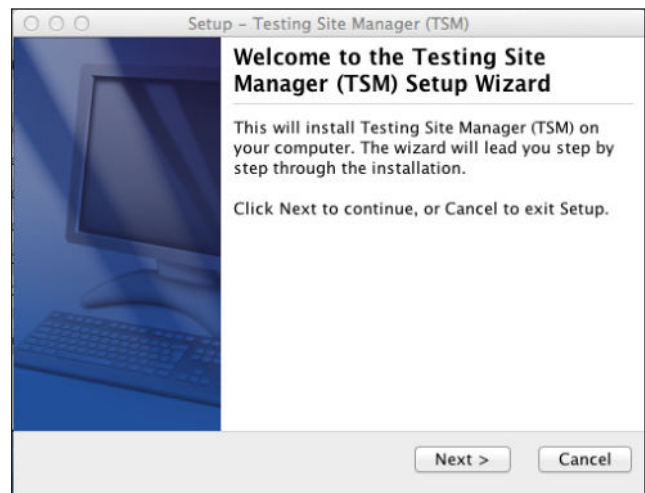 Setup – Testing Site Manager (TSM)
Welcome to the Testing Site
Manager (TSM) Setup Wizard
This will install Testing Site Manager (TSM) on
your computer. The wizard will lead you step by
step through the installation.
Click Next to continue, or Cancel to exit Setup.
Next >
Cancel